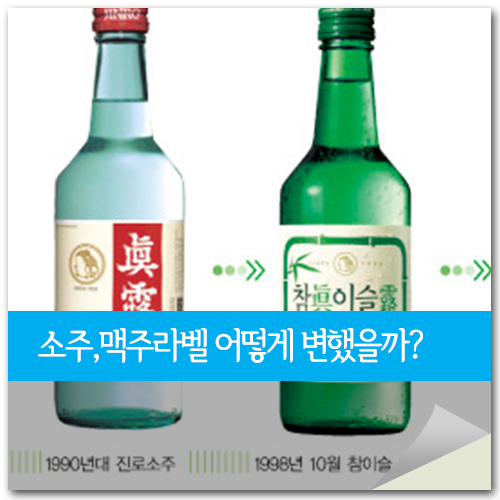 眞
露
참眞이슬露
소주,맥주라벨 어떻게 변했을까?
1990년대 진로소주
1998년 10월 참이슬